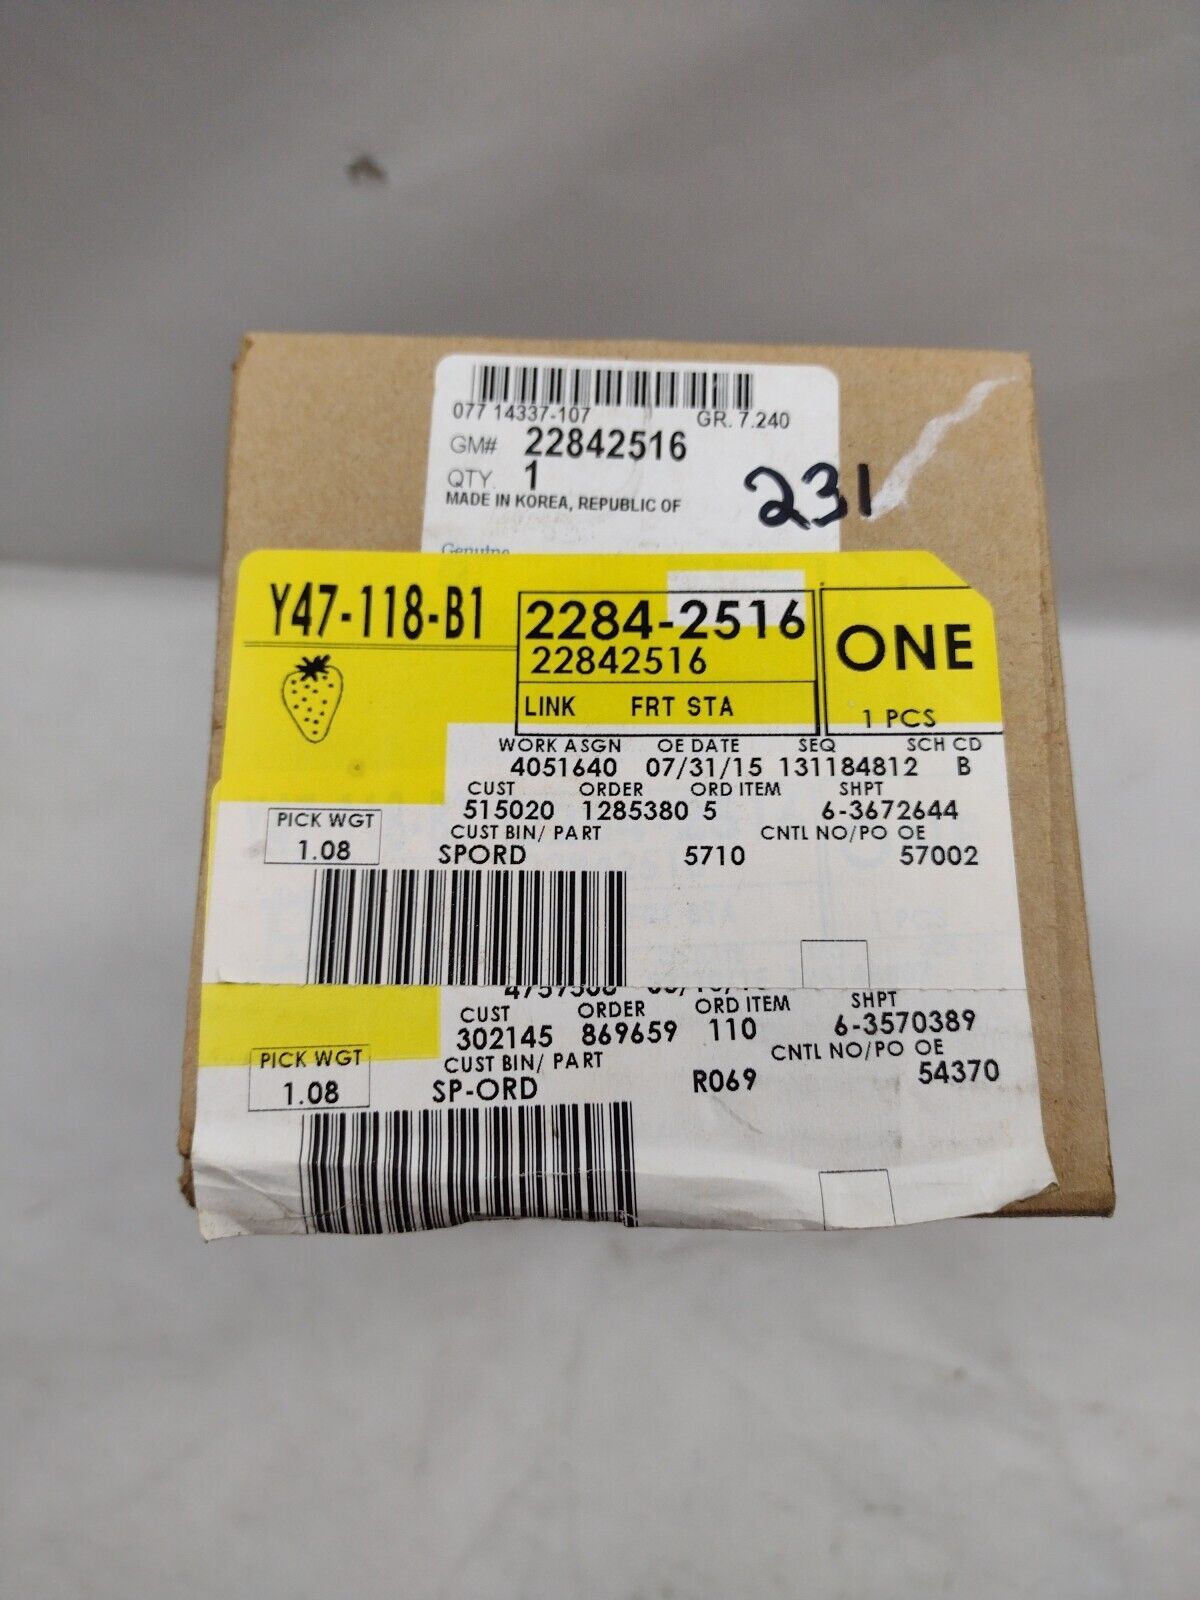 077 14337-107 GR. 7.240
GM# 22842516
QTY. 1
MADE IN KOREA, REPUBLIC OF
231
Genuine
Y47-118-B1
2284-2516
22842516
LINK FRT STA
ONE
1 PCS
WORK ASGN OE DATE SEQ SCH CD
4051640 07/31/15 131184812 B
CUST ORDER ORD ITEM SHPT
515020 1285380 5 6-3672644
PICK WGT
1.08
CUST BIN/ PART CNTL NO/PO OE
SPORD 5710 57002
CUST ORDER ORD ITEM SHPT
302145 869659 110 6-3570389
PICK WGT
1.08
CUST BIN/ PART CNTL NO/PO OE
SP-ORD R069 54370